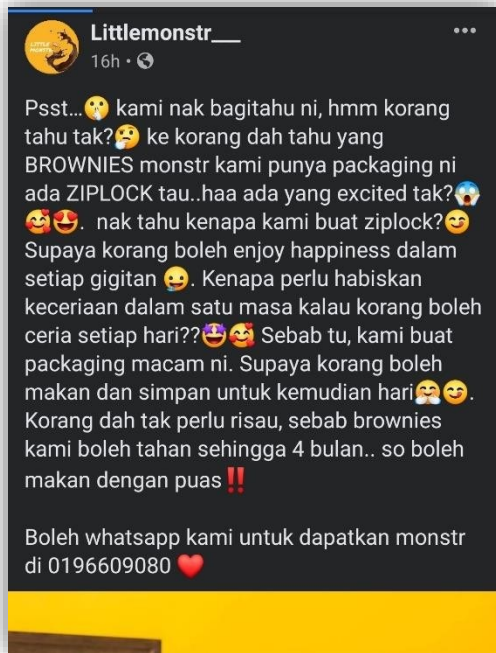 LITTLE
MONSTR
Littlemonstr___
16h •
Psst...🤫 kami nak bagitahu ni, hmm korang
tahu tak?🤔 ke korang dah tahu yang
BROWNIES monstr kami punya packaging ni
ada ZIPLOCK tau..haa ada yang excited tak?😱
🥰😍. nak tahu kenapa kami buat ziplock?😊
Supaya korang boleh enjoy happiness dalam
setiap gigitan 😛. Kenapa perlu habiskan
keceriaan dalam satu masa kalau korang boleh
ceria setiap hari??🤩🥰 Sebab tu, kami buat
packaging macam ni. Supaya korang boleh
makan dan simpan untuk kemudian hari🤗😊.
Korang dah tak perlu risau, sebab brownies
kami boleh tahan sehingga 4 bulan.. so boleh
makan dengan puas ‼️
Boleh whatsapp kami untuk dapatkan monstr
di 0196609080 ❤️